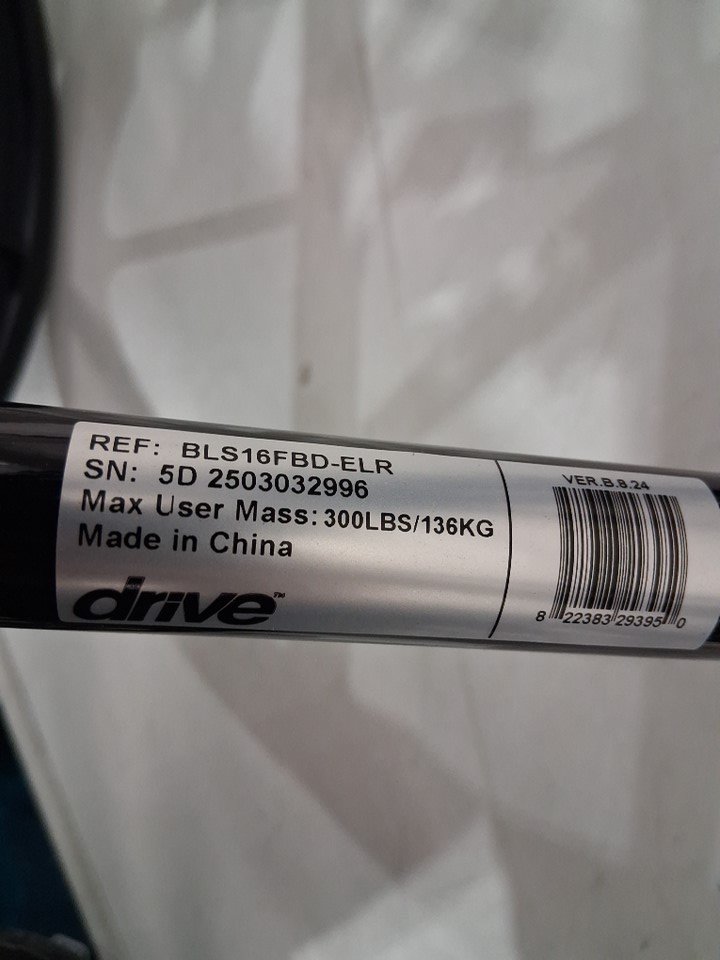 REF: BLS16FBD-ELR
SN: 5D 2503032996
Max User Mass: 300LBS/136KG
Made in China
drive™
VER.B.8.24
8 22383 29395 0